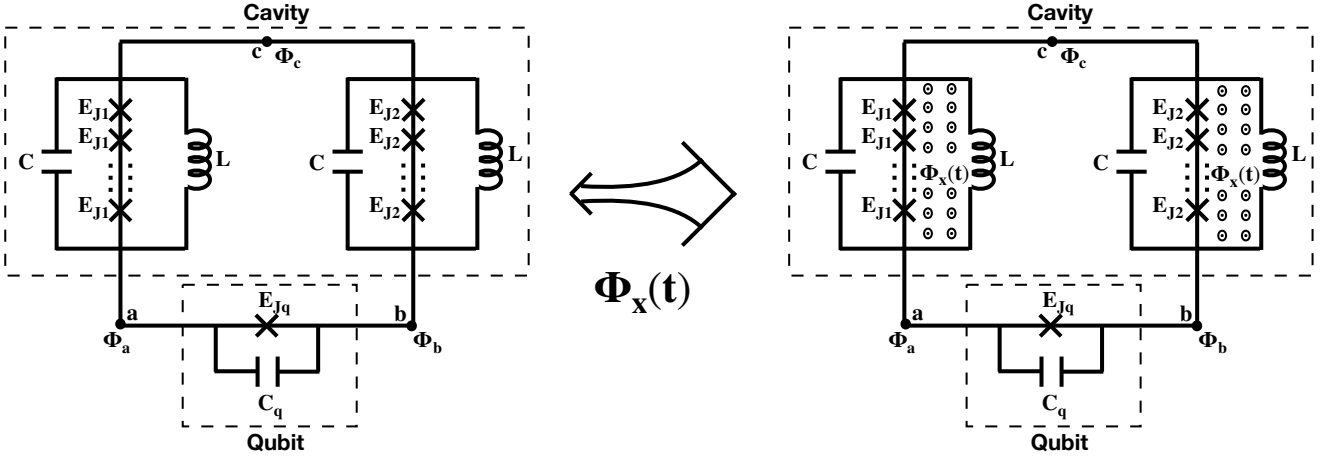 Cavity
c Φc
EJ1
EJ1
C
L
EJ1
EJ2
EJ2
C
L
EJ2
a
Φa
EJq
b
Φb
Cq
Qubit
Φx(t)
Cavity
c Φc
EJ1
EJ1
C
Φx(t)
L
EJ1
EJ2
EJ2
C
Φx(t)
L
EJ2
a
Φa
EJq
b
Φb
Cq
Qubit